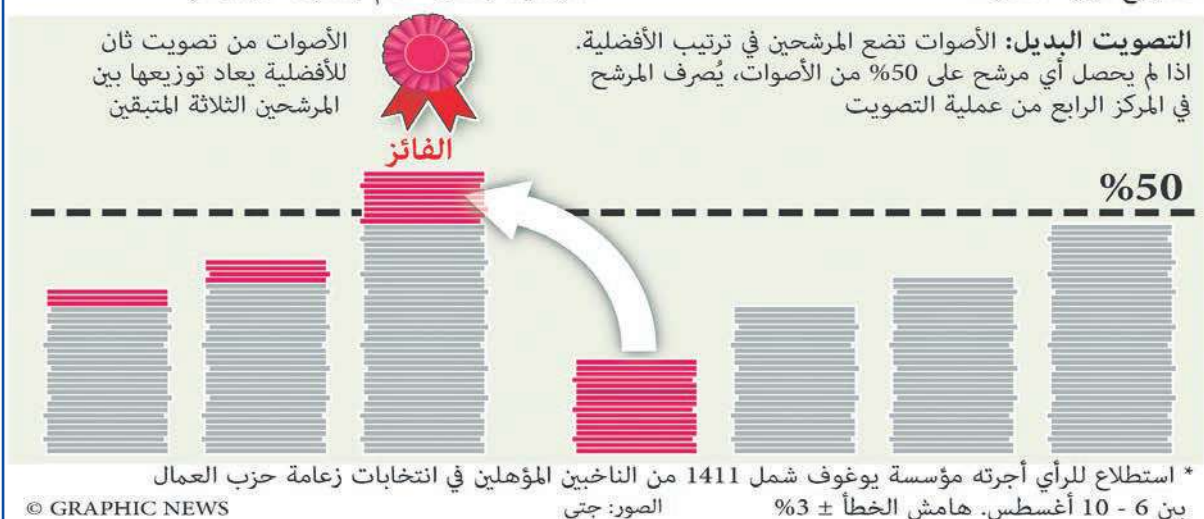 التصويت البديل: الأصوات تضع المرشحين في ترتيب الأفضلية.
اذا لم يحصل أي مرشح على 50% من الأصوات، يُصرف المرشح
في المركز الرابع من عملية التصويت
الأصوات من تصويت ثان
للأفضلية يعاد توزيعها بين
المرشحين الثلاثة المتبقين
الفائز
%50
* استطلاع للرأي أجرته مؤسسة يوغوف شمل 1411 من الناخبين المؤهلين في انتخابات زعامة حزب العمال
بين 6 - 10 أغسطس. هامش الخطأ ± 3%
الصور: جتي
© GRAPHIC NEWS